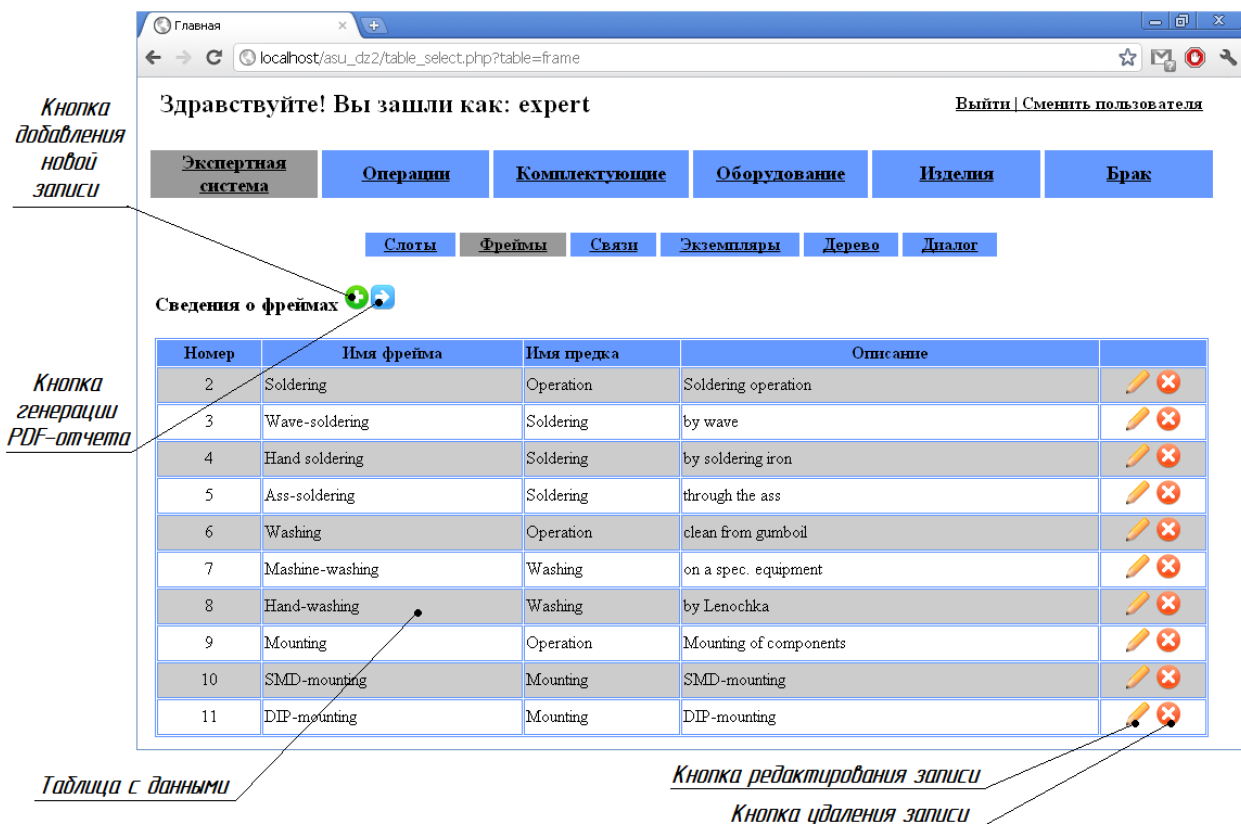 Главная
localhost/asu_dz2/table_select.php?table=frame
Здравствуйте! Вы зашли как: expert
Выйти | Сменить пользователя
Кнопка
добавления
новой
записи
Экспертная
система
Операции
Комплектующие
Оборудование
Изделия
Брак
Слоты
Фреймы
Связи
Экземпляры
Дерево
Диалог
Сведения о фреймах
Кнопка
генерации
PDF-отчета
Номер Имя фрейма Имя предка Описание
2 Soldering Operation Soldering operation
3 Wave-soldering Soldering by wave
4 Hand soldering Soldering by soldering iron
5 Ass-soldering Soldering through the ass
6 Washing Operation clean from gumboil
7 Mashine-washing Washing on a spec. equipment
8 Hand-washing Washing by Lenochka
9 Mounting Operation Mounting of components
10 SMD-mounting Mounting SMD-mounting
11 DIP-mounting Mounting DIP-mounting
Таблица с данными
Кнопка редактирования записи
Кнопка удаления записи